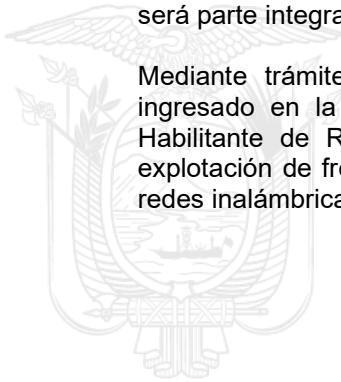 será parte integra
Mediante trámite
ingresado en la
Habilitante de R
explotación de fre
redes inalámbrica